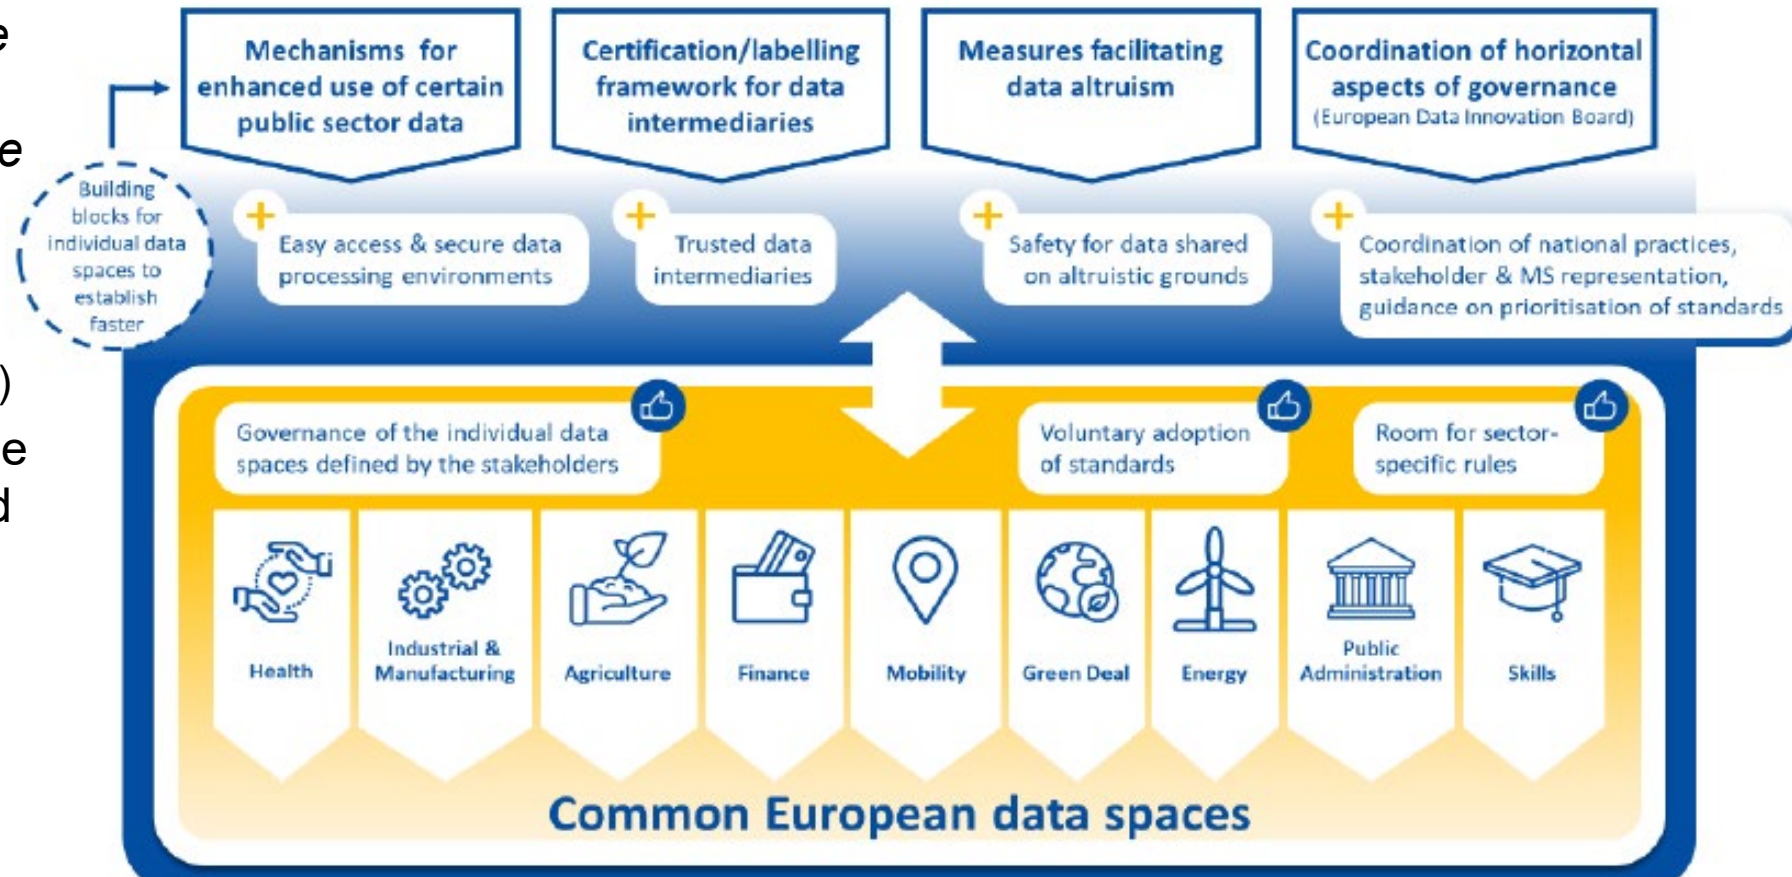 e
e
)
e
d
Mechanisms for
enhanced use of certain
public sector data
Certification/labelling
framework for data
intermediaries
Measures facilitating
data altruism
Coordination of horizontal
aspects of governance
(European Data Innovation Board)
Building
blocks for
individual data
spaces to
establish
faster
Easy access & secure data
processing environments
Trusted data
intermediaries
Safety for data shared
on altruistic grounds
Coordination of national practices,
stakeholder & MS representation,
guidance on prioritisation of standards
Governance of the individual data
spaces defined by the stakeholders
Voluntary adoption
of standards
Room for sector-
specific rules
Health
Industrial &
Manufacturing
Agriculture
Finance
Mobility
Green Deal
Energy
Public
Administration
Skills
Common European data spaces